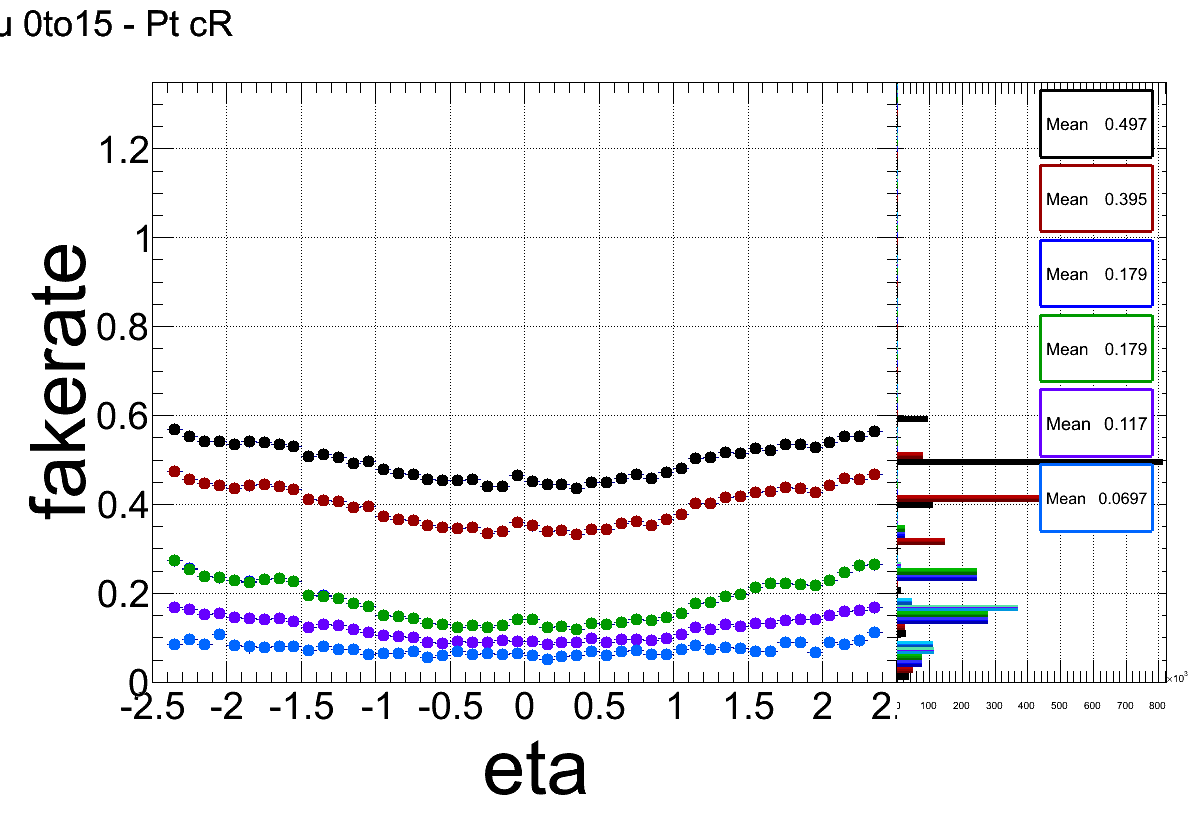 u 0to15 - Pt cR
1.2
1
0.8
0.6
0.4
0.2
0
fakerate
-2.5 -2 -1.5 -1 -0.5 0 0.5 1 1.5 2 2.
eta
Mean 0.497
Mean 0.395
Mean 0.179
Mean 0.179
Mean 0.117
Mean 0.0697
100 200 300 400 500 600 700 800
×10³